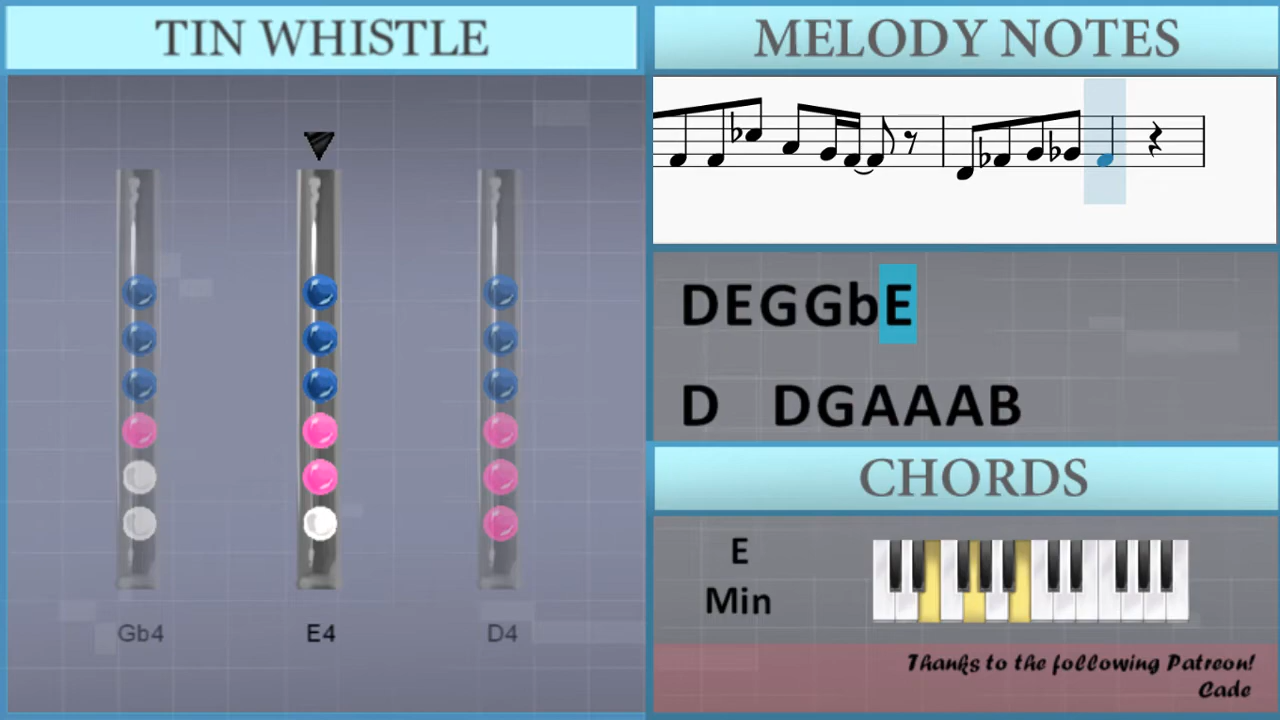 TIN WHISTLE
Gb4 E4 D4
MELODY NOTES
DEGGbE
D DGAAAB
CHORDS
E
Min
Thanks to the following Patreon!
Cade